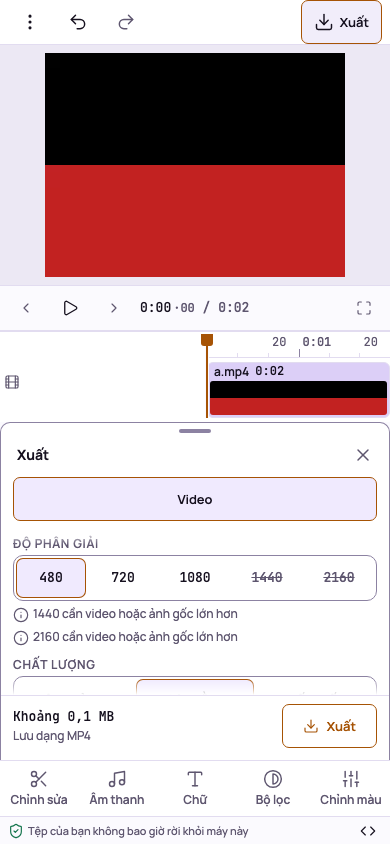 Xuất
0:00·00 / 0:02
20 0:01 20
a.mp4 0:02
Xuất
Video
ĐỘ PHÂN GIẢI
480 720 1080 1440 2160
1440 cần video hoặc ảnh gốc lớn hơn
2160 cần video hoặc ảnh gốc lớn hơn
CHẤT LƯỢNG
Khoảng 0,1 MB
Lưu dạng MP4
Xuất
Chỉnh sửa Âm thanh Chữ Bộ lọc Chỉnh màu
Tệp của bạn không bao giờ rời khỏi máy này